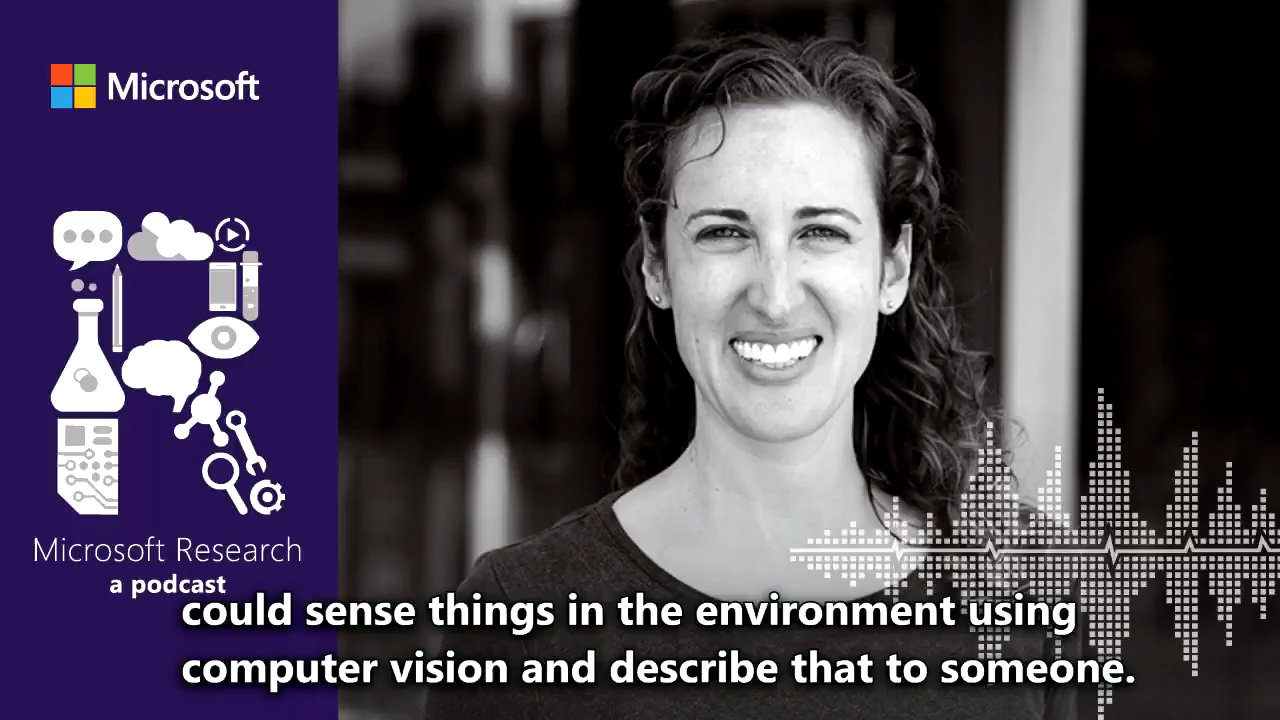 Microsoft
Microsoft Research
a podcast
could sense things in the environment using
computer vision and describe that to someone.